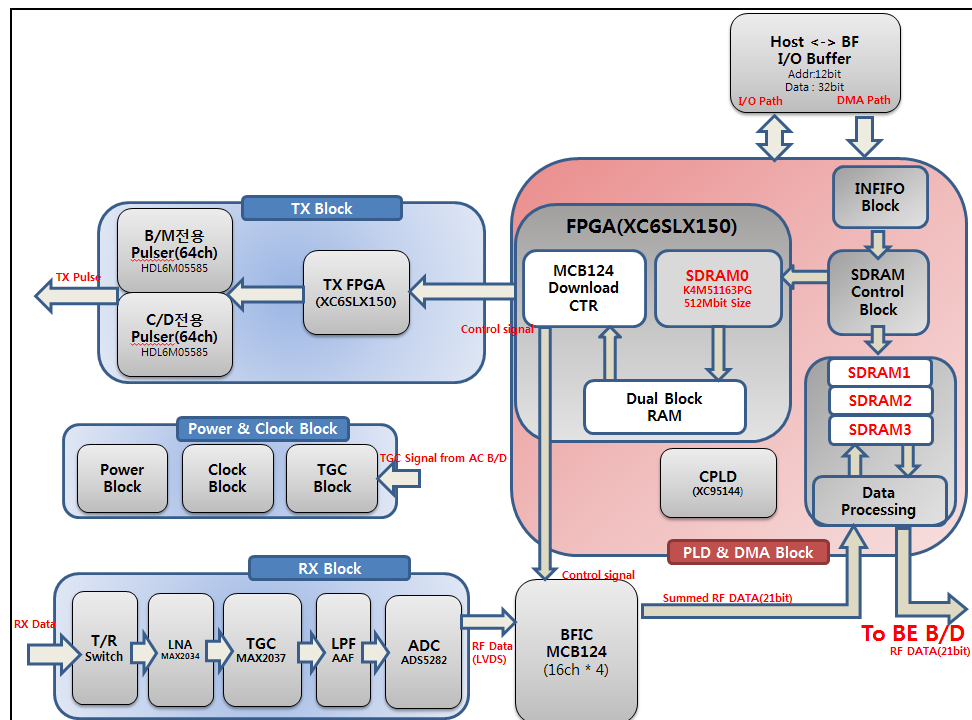 Host <-> BF
I/O Buffer
Addr:12bit
Data : 32bit
I/O Path
DMA Path
INFIFO
Block
TX Block
FPGA(XC6SLX150)
B/M전용
Pulser(64ch)
HDL6M05585
TX Pulse
C/D전용
Pulser(64ch)
HDL6M05585
TX FPGA
(XC6SLX150)
MCB124
Download
CTR
SDRAM0
K4M51163PG
512Mbit Size
SDRAM
Control
Block
Control signal
SDRAM1
SDRAM2
SDRAM3
Dual Block
RAM
Power & Clock Block
TGC Signal from AC B/D
Power
Block
Clock
Block
TGC
Block
CPLD
(XC95144)
Data
Processing
PLD & DMA Block
RX Block
Control signal
RX Data
T/R
Switch
LNA
MAX2034
TGC
MAX2037
LPF
AAF
ADC
ADS5282
RF Data
(LVDS)
BFIC
MCB124
(16ch * 4)
Summed RF DATA(21bit)
To BE B/D
RF DATA(21bit)